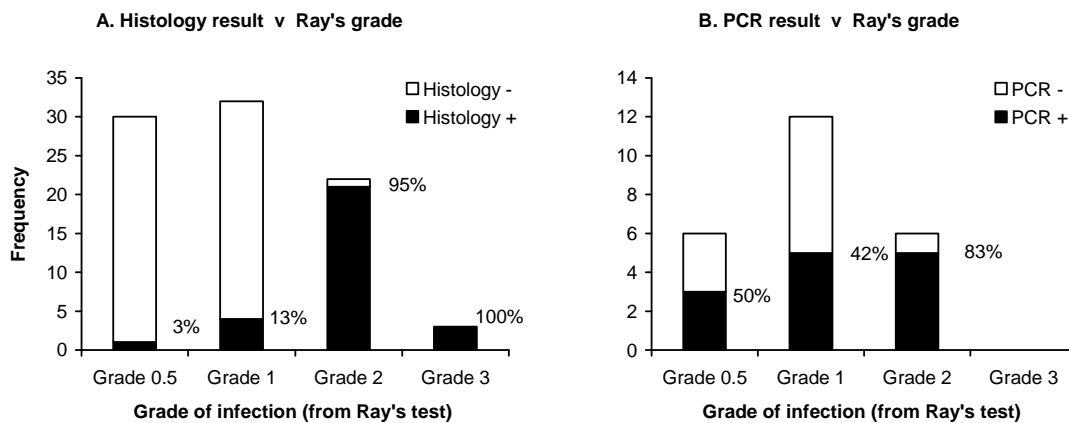 A. Histology result v Ray's grade
35
30
25
20
15
10
5
0
Frequency
Histology -
Histology +
3%
13%
95%
100%
Grade 0.5 Grade 1 Grade 2 Grade 3
Grade of infection (from Ray's test)
B. PCR result v Ray's grade
14
12
10
8
6
4
2
0
PCR -
PCR +
50%
42%
83%
Grade 0.5 Grade 1 Grade 2 Grade 3
Grade of infection (from Ray's test)